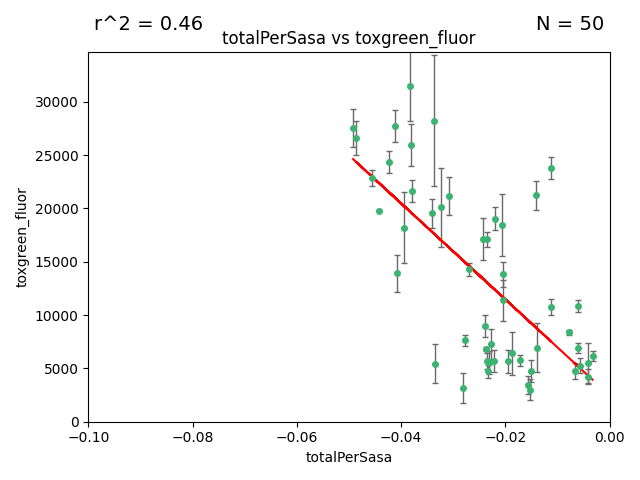 r^2 = 0.46
N = 50
totalPerSasa vs toxgreen_fluor
30000
25000
20000
15000
10000
5000
0
toxgreen_fluor
−0.10
−0.08
−0.06
−0.04
−0.02
0.00
totalPerSasa